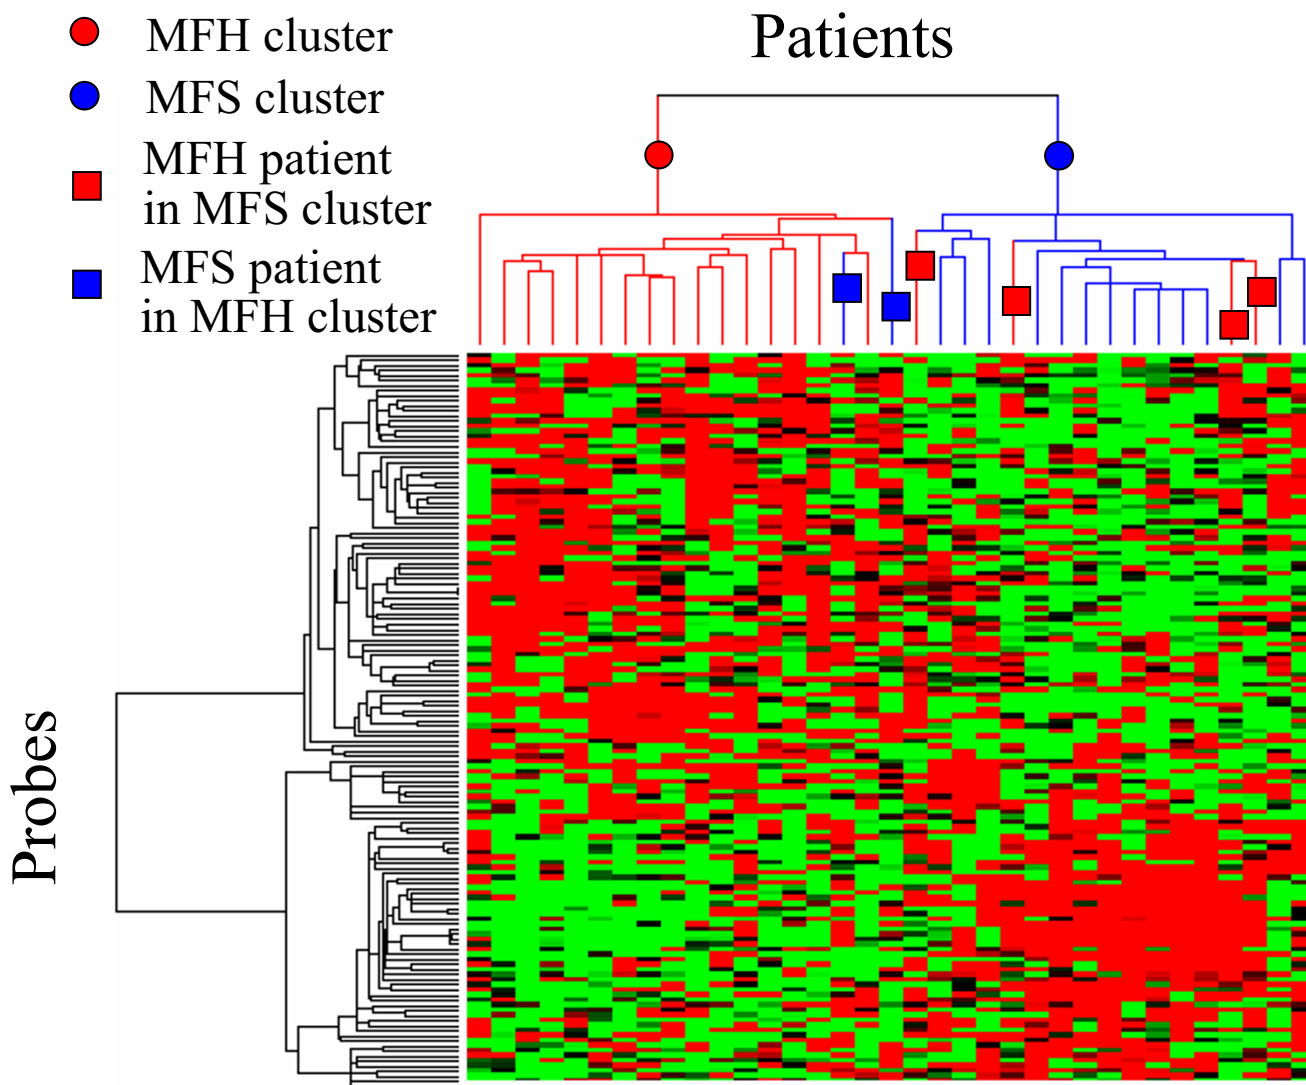 MFH cluster
MFS cluster
MFH patient
in MFS cluster
MFS patient
in MFH cluster
Patients
Probes